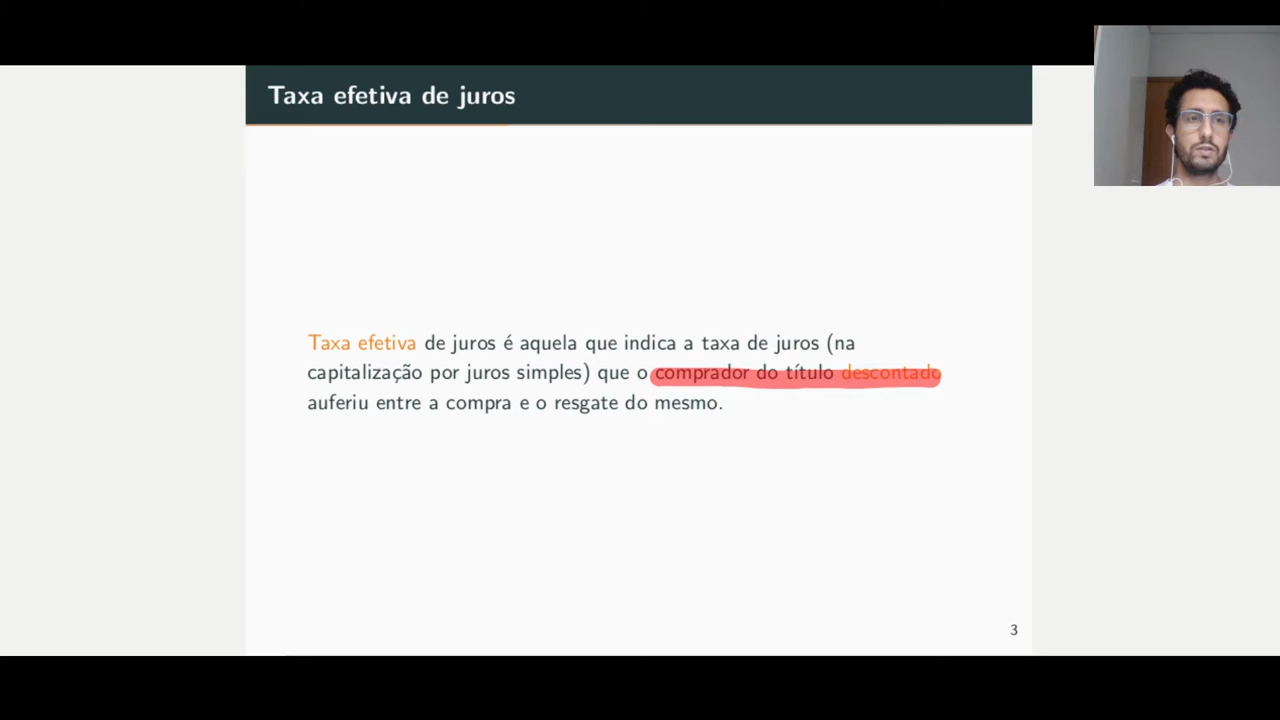 Taxa efetiva de juros
Taxa efetiva de juros é aquela que indica a taxa de juros (na
capitalização por juros simples) que o comprador do título descontado
auferiu entre a compra e o resgate do mesmo.
3